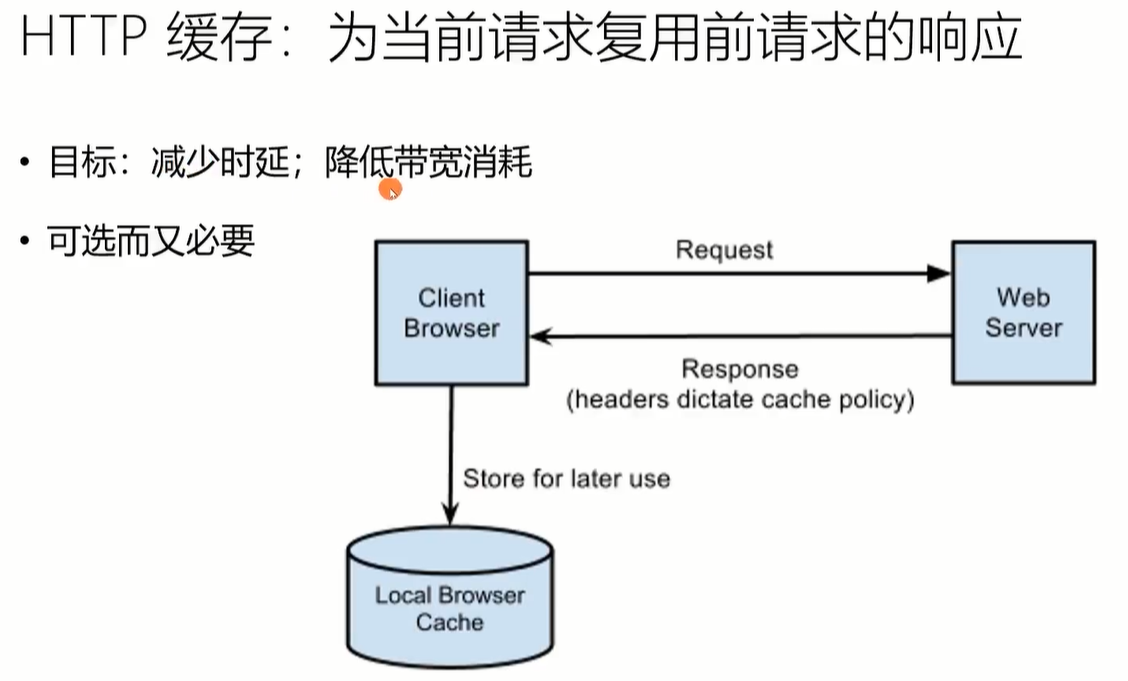 HTTP 缓存：为当前请求复用前请求的响应
• 目标：减少时延；降低带宽消耗
• 可选而又必要
Request
Client
Browser
Web
Server
Response
(headers dictate cache policy)
Store for later use
Local Browser
Cache